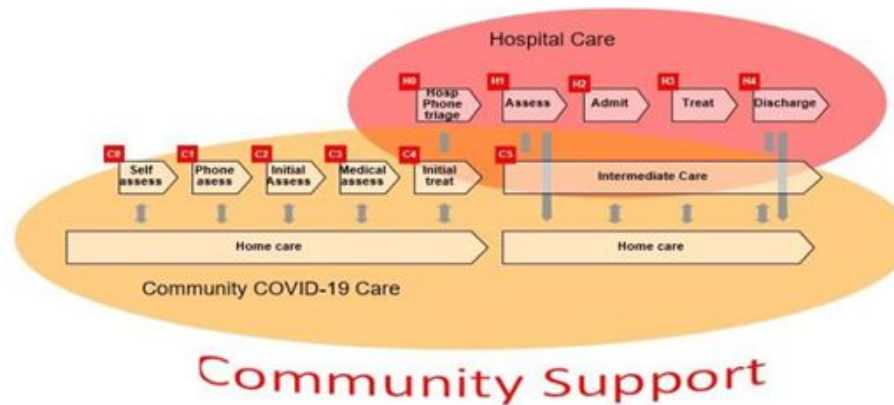 Hospital Care
H0
Hosp
Phone
triage
H1
Assess
H2
Admit
H3
Treat
H4
Discharge
C0
Self
assess
C1
Phone
asess
C2
Initial
Assess
C3
Medical
assess
C4
Initial
treat
C5
Intermediate Care
Home care
Home care
Community COVID-19 Care
Community Support